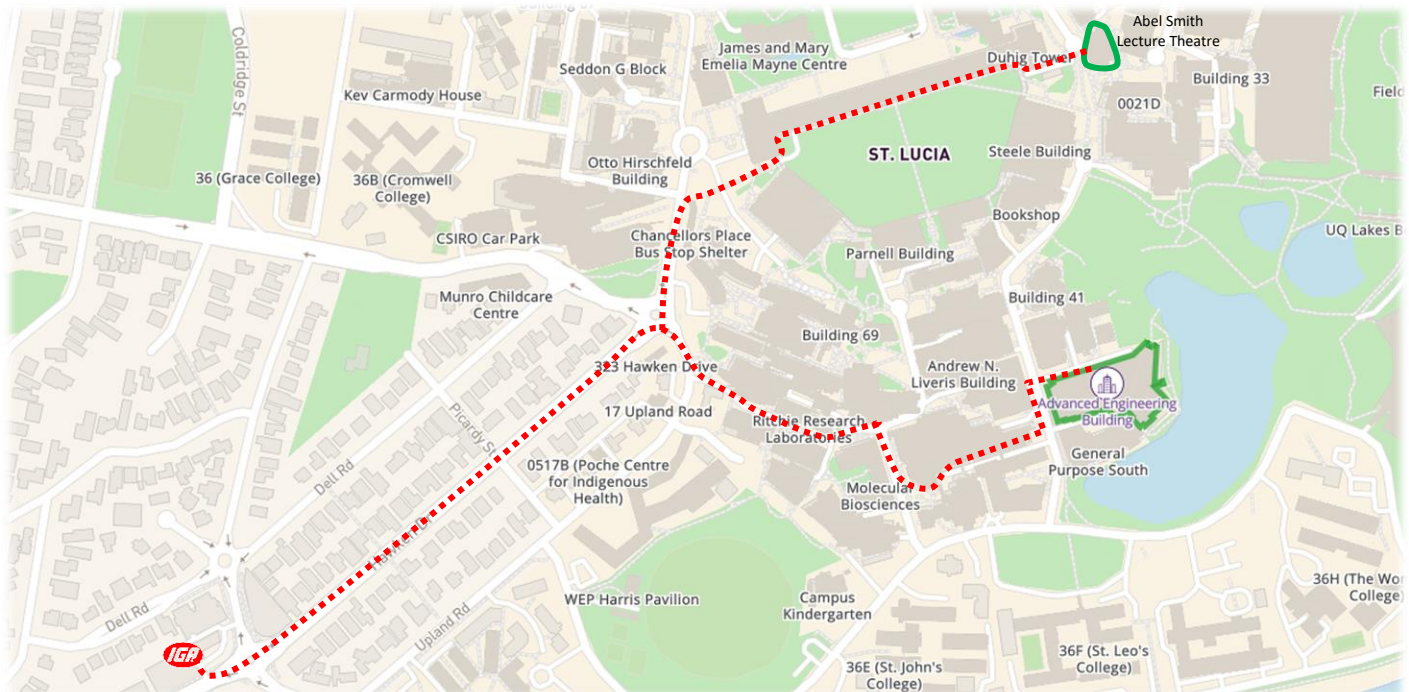 Abel Smith
Lecture Theatre
James and Mary
Emelia Mayne Centre
Duhig Tower
Seddon G Block
Building 33
Coldridge St
Kev Carmody House
0021D
Field
ST. LUCIA
Steele Building
Otto Hirschfeld
Building
36 (Grace College)
36B (Cromwell
College)
Bookshop
CSIRO Car Park
Chancellors Place
Bus Stop Shelter
UQ Lakes B
Parnell Building
Munro Childcare
Centre
Building 41
Building 69
323 Hawken Drive
Andrew N.
Liveris Building
17 Upland Road
Advanced Engineering
Building
Picardy S
Ritchie Research
Laboratories
General
Purpose South
Dell Rd
0517B (Poche Centre
for Indigenous
Health)
Molecular
Biosciences
Hawken Dr
36H (The Wor
College)
WEP Harris Pavilion
Campus
Kindergarten
Dell Rd
Upland Rd
IGA
36E (St. John's
College)
36F (St. Leo's
College)